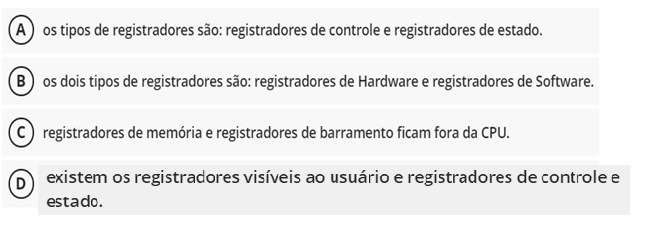 A os tipos de registradores são: registradores de controle e registradores de estado.
B os dois tipos de registradores são: registradores de Hardware e registradores de Software.
C registradores de memória e registradores de barramento ficam fora da CPU.
D existem os registradores visíveis ao usuário e registradores de controle e
estado.